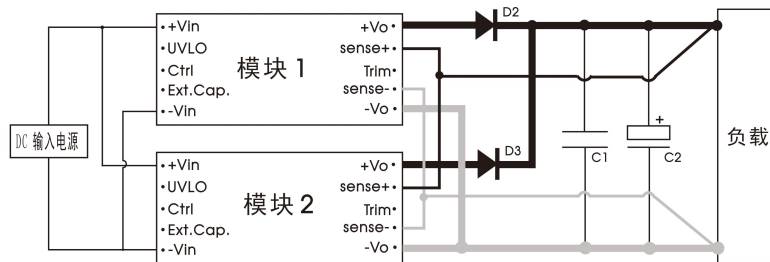 +Vin
UVLO
Ctrl
Ext.Cap.
-Vin
模块 1
+Vo
sense+
Trim
sense-
-Vo
D2
DC 输入电源
+Vin
UVLO
Ctrl
Ext.Cap.
-Vin
模块 2
+Vo
sense+
Trim
sense-
-Vo
D3
C1
+
C2
负载